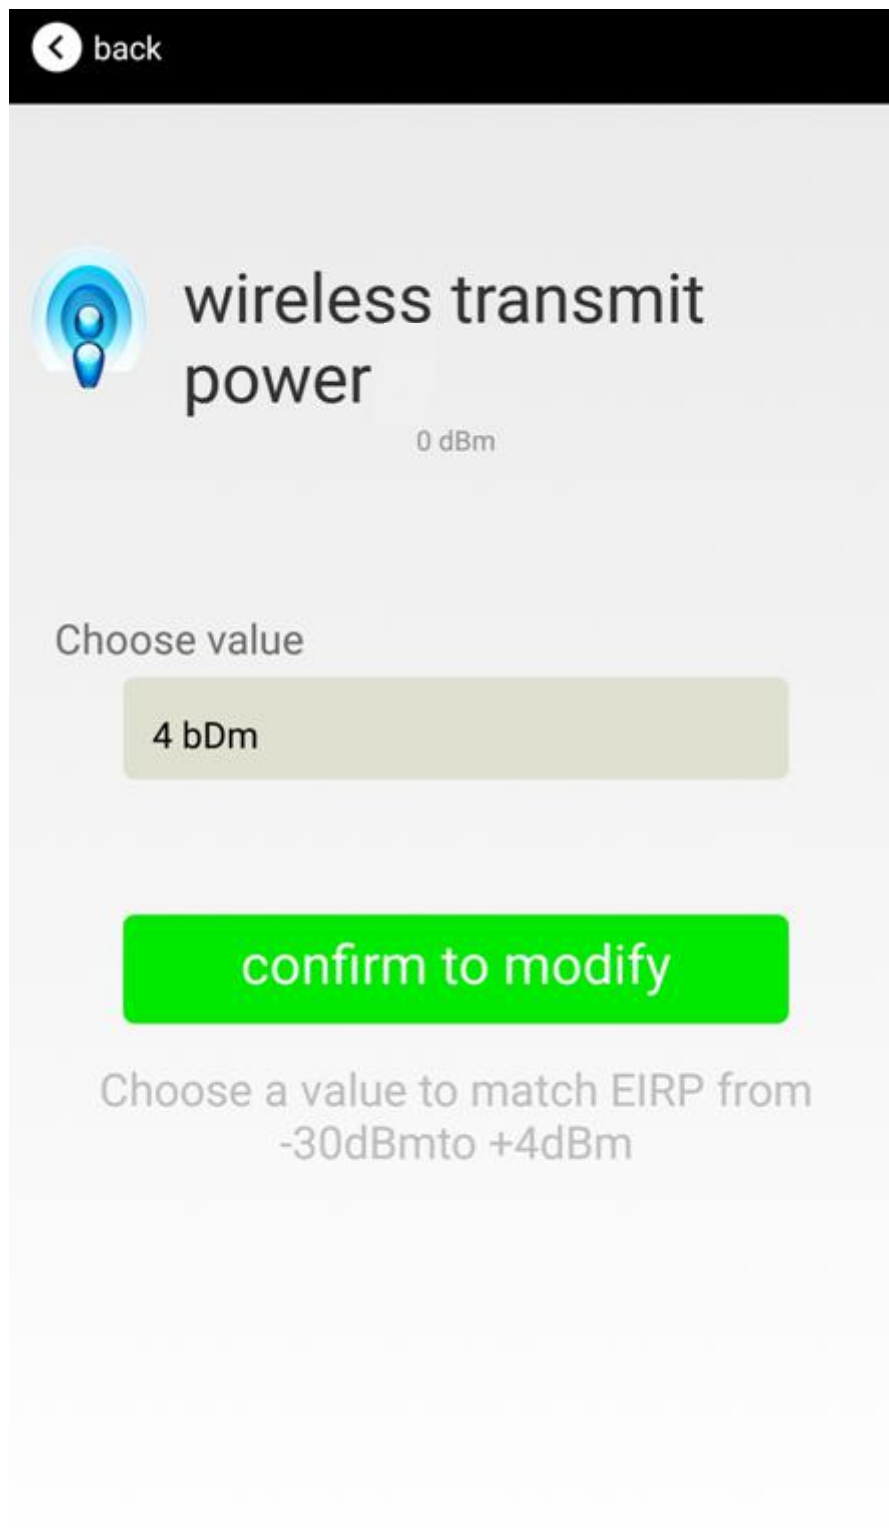 back
wireless transmit
power
0 dBm
Choose value
4 bDm
confirm to modify
Choose a value to match EIRP from
-30dBmto +4dBm